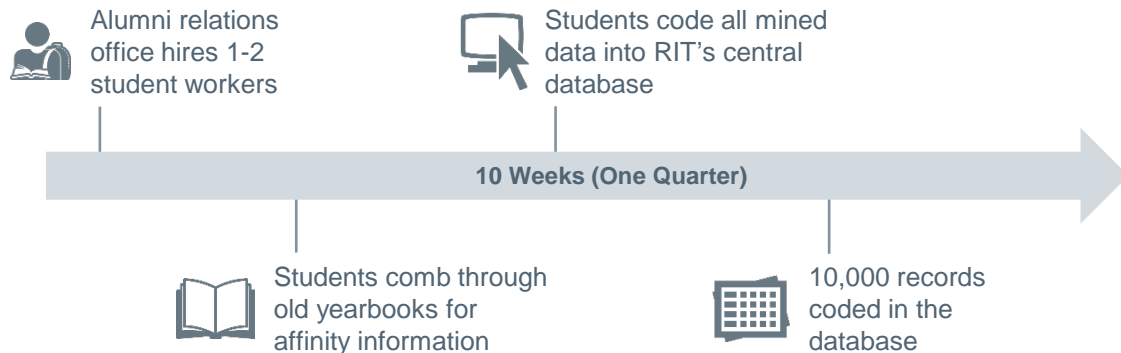 Alumni relations
office hires 1-2
student workers
Students code all mined
data into RIT’s central
database
10 Weeks (One Quarter)
Students comb through
old yearbooks for
affinity information
10,000 records
coded in the
database